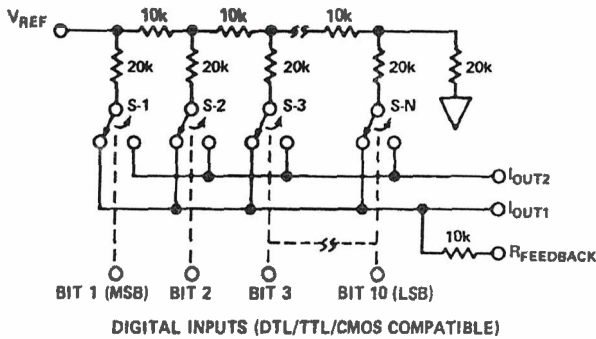 VREF
10k 10k 10k
20k 20k 20k 20k 20k
S-1 S-2 S-3 S-N
IOUT2
IOUT1
10k
RFEEDBACK
BIT 1 (MSB) BIT 2 BIT 3 BIT 10 (LSB)
DIGITAL INPUTS (DTL/TTL/CMOS COMPATIBLE)